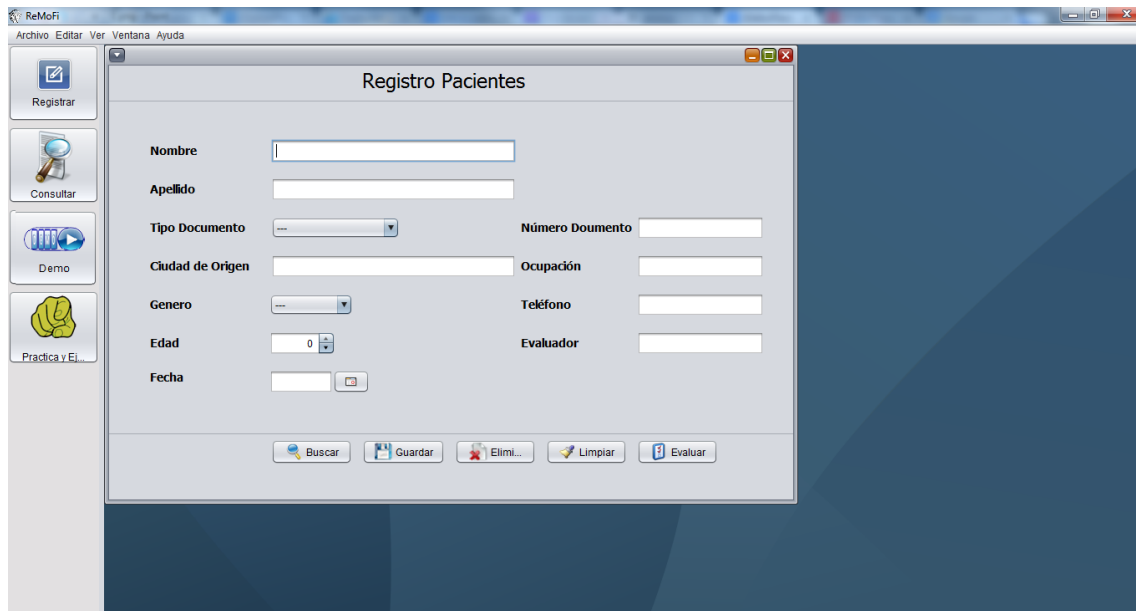 ReMoFi
Archivo Editar Ver Ventana Ayuda
Registrar
Consultar
Demo
Practica y Ej...
Registro Pacientes
Nombre
Apellido
Tipo Documento --- Número Doumento
Ciudad de Origen Ocupación
Genero --- Teléfono
Edad 0 Evaluador
Fecha
Buscar Guardar Elimi... Limpiar Evaluar